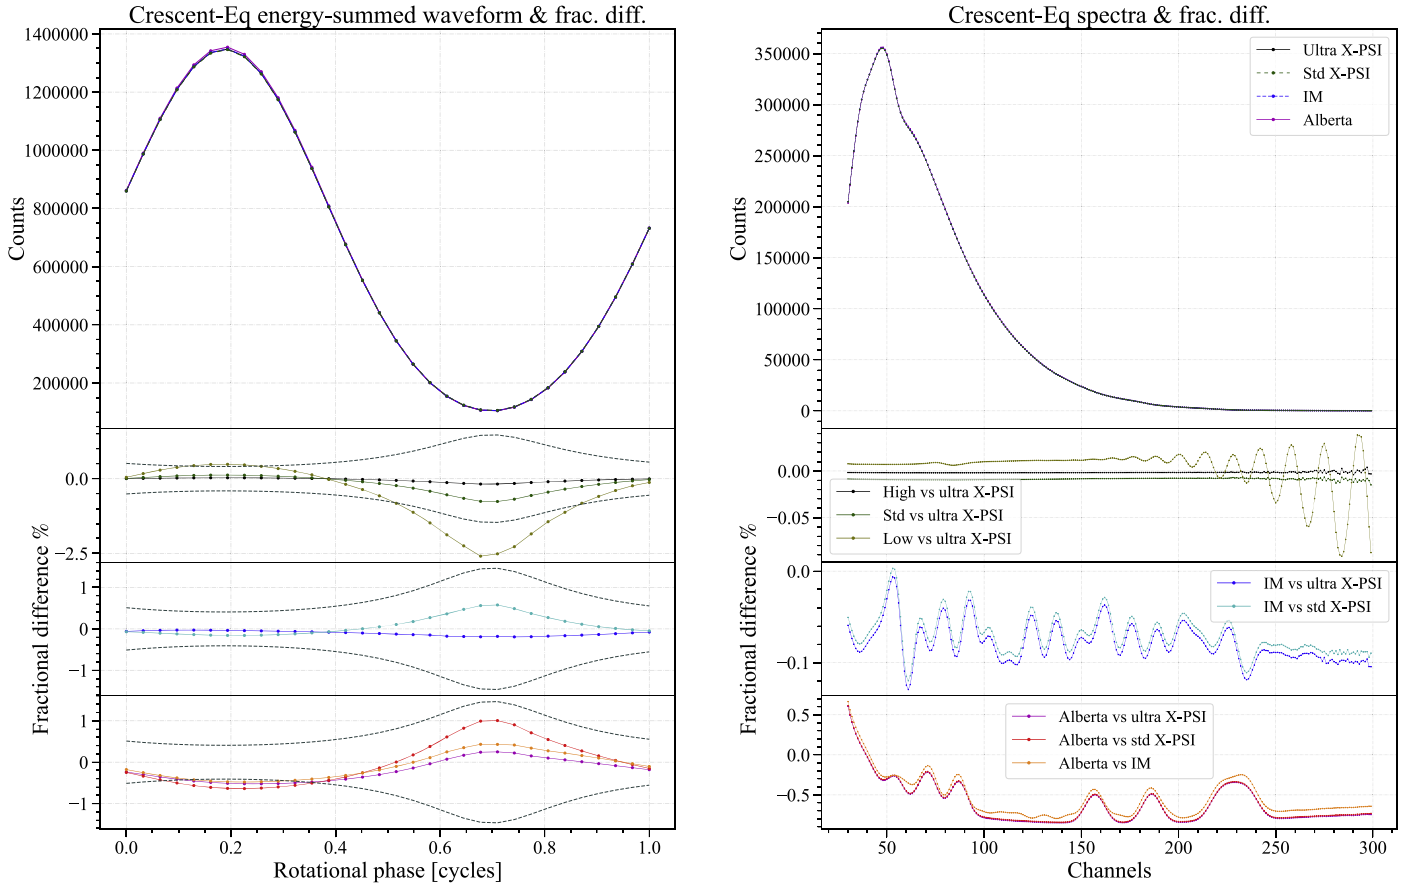 Crescent-Eq energy-summed waveform & frac. diff.
1400000
1200000
1000000
800000
600000
400000
200000
Counts
0.0
−2.5
1
0
−1
1
0
−1
Fractional difference %
0.0
0.2
0.4
0.6
0.8
1.0
Rotational phase [cycles]
Crescent-Eq spectra & frac. diff.
350000
300000
250000
200000
150000
100000
50000
0
Counts
Ultra X-PSI
Std X-PSI
IM
Alberta
0.00
−0.05
High vs ultra X-PSI
Std vs ultra X-PSI
Low vs ultra X-PSI
0.0
−0.1
IM vs ultra X-PSI
IM vs std X-PSI
0.5
0.0
−0.5
Alberta vs ultra X-PSI
Alberta vs std X-PSI
Alberta vs IM
Fractional difference %
50
100
150
200
250
300
Channels